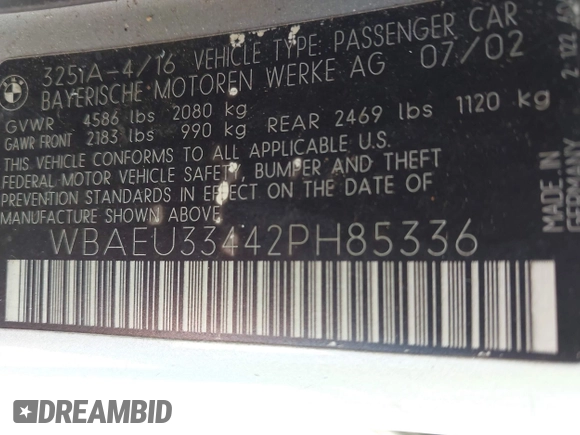 325iA-4/16 VEHICLE TYPE: PASSENGER CAR
BAYERISCHE MOTOREN WERKE AG 07/02
GVWR 4586 lbs 2080 kg
GAWR FRONT 2183 lbs 990 kg REAR 2469 lbs 1120 kg
THIS VEHICLE CONFORMS TO ALL APPLICABLE U.S.
FEDERAL MOTOR VEHICLE SAFETY, BUMPER AND THEFT
PREVENTION STANDARDS IN EFFECT ON THE DATE OF
MANUFACTURE SHOWN ABOVE.
WBAEU33442PH85336
MADE IN
2 122
DREAMBID